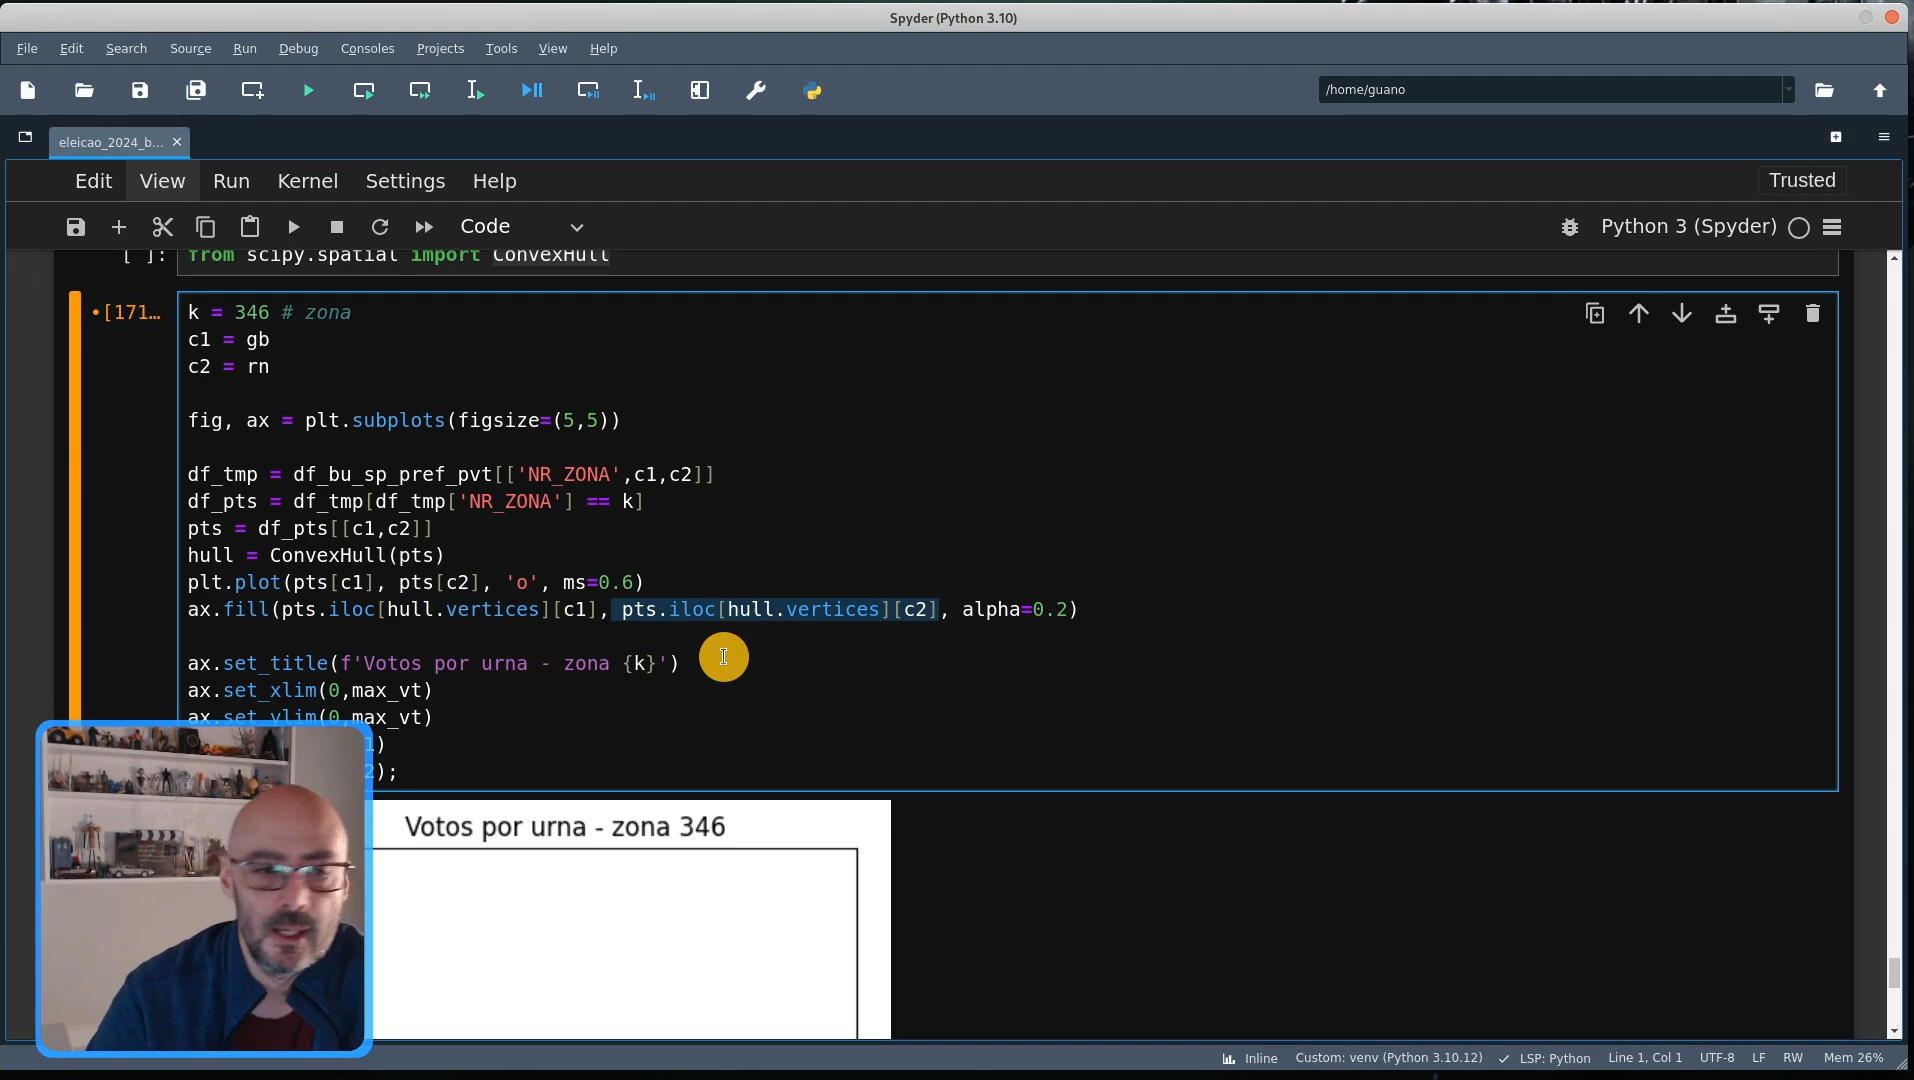 Spyder (Python 3.10)
File Edit Search Source Run Debug Consoles Projects Tools View Help
/home/guano
eleicao_2024_b...
Edit View Run Kernel Settings Help Trusted
Code Python 3 (Spyder)
[ ]: from scipy.spatial import ConvexHull
•[171… k = 346 # zona
c1 = gb
c2 = rn
fig, ax = plt.subplots(figsize=(5,5))
df_tmp = df_bu_sp_pref_pvt[['NR_ZONA',c1,c2]]
df_pts = df_tmp[df_tmp['NR_ZONA'] == k]
pts = df_pts[[c1,c2]]
hull = ConvexHull(pts)
plt.plot(pts[c1], pts[c2], 'o', ms=0.6)
ax.fill(pts.iloc[hull.vertices][c1], pts.iloc[hull.vertices][c2], alpha=0.2)
ax.set_title(f'Votos por urna - zona {k}')
ax.set_xlim(0,max_vt)
ax.set_ylim(0,max_vt)
1)
2);
Votos por urna - zona 346
Inline Custom: venv (Python 3.10.12) LSP: Python Line 1, Col 1 UTF-8 LF RW Mem 26%